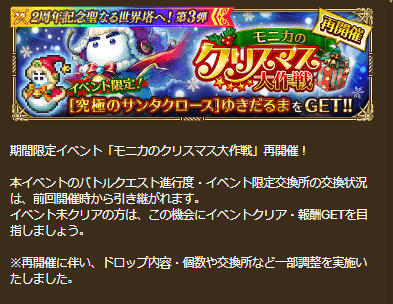 2周年記念聖なる世界塔へ!第3弾
再開催
モニカの
クリスマス
大作戦
イベント限定!
[究極のサンタクロース]ゆきだるまをGET!!
期間限定イベント「モニカのクリスマス大作戦」再開催!
本イベントのバトルクエスト進行度・イベント限定交換所の交換状況
は、前回開催時から引き継がれます。
イベント未クリアの方は、この機会にイベントクリア・報酬GETを目
指しましょう。
※再開催に伴い、ドロップ内容・個数や交換所など一部調整を実施い
たしました。